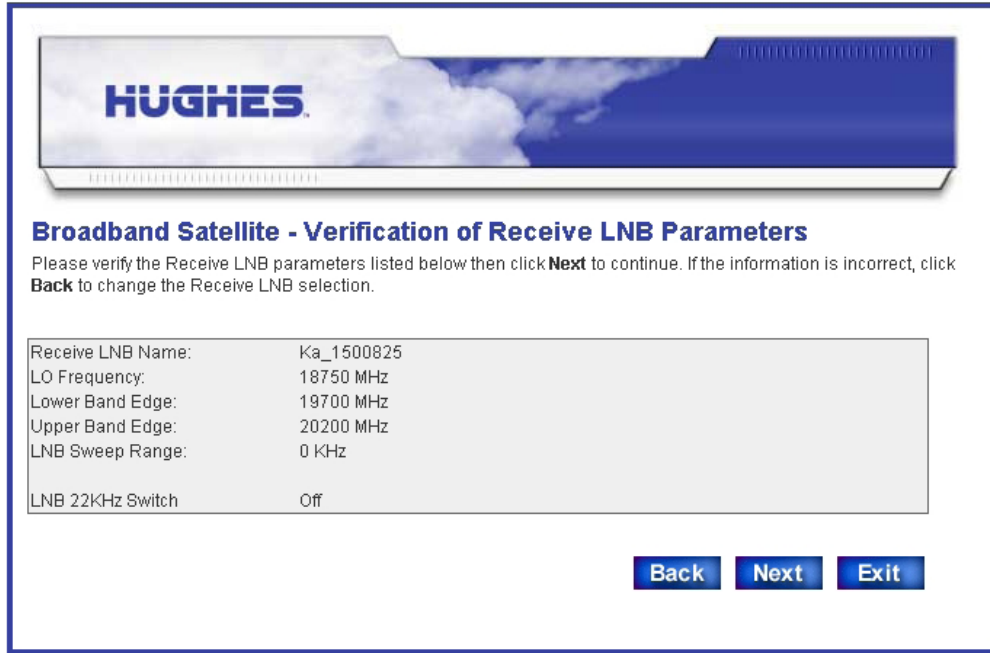 HUGHES.
Broadband Satellite - Verification of Receive LNB Parameters
Please verify the Receive LNB parameters listed below then click Next to continue. If the information is incorrect, click
Back to change the Receive LNB selection.
Receive LNB Name: Ka_1500825
LO Frequency: 18750 MHz
Lower Band Edge: 19700 MHz
Upper Band Edge: 20200 MHz
LNB Sweep Range: 0 KHz
LNB 22KHz Switch Off
Back Next Exit